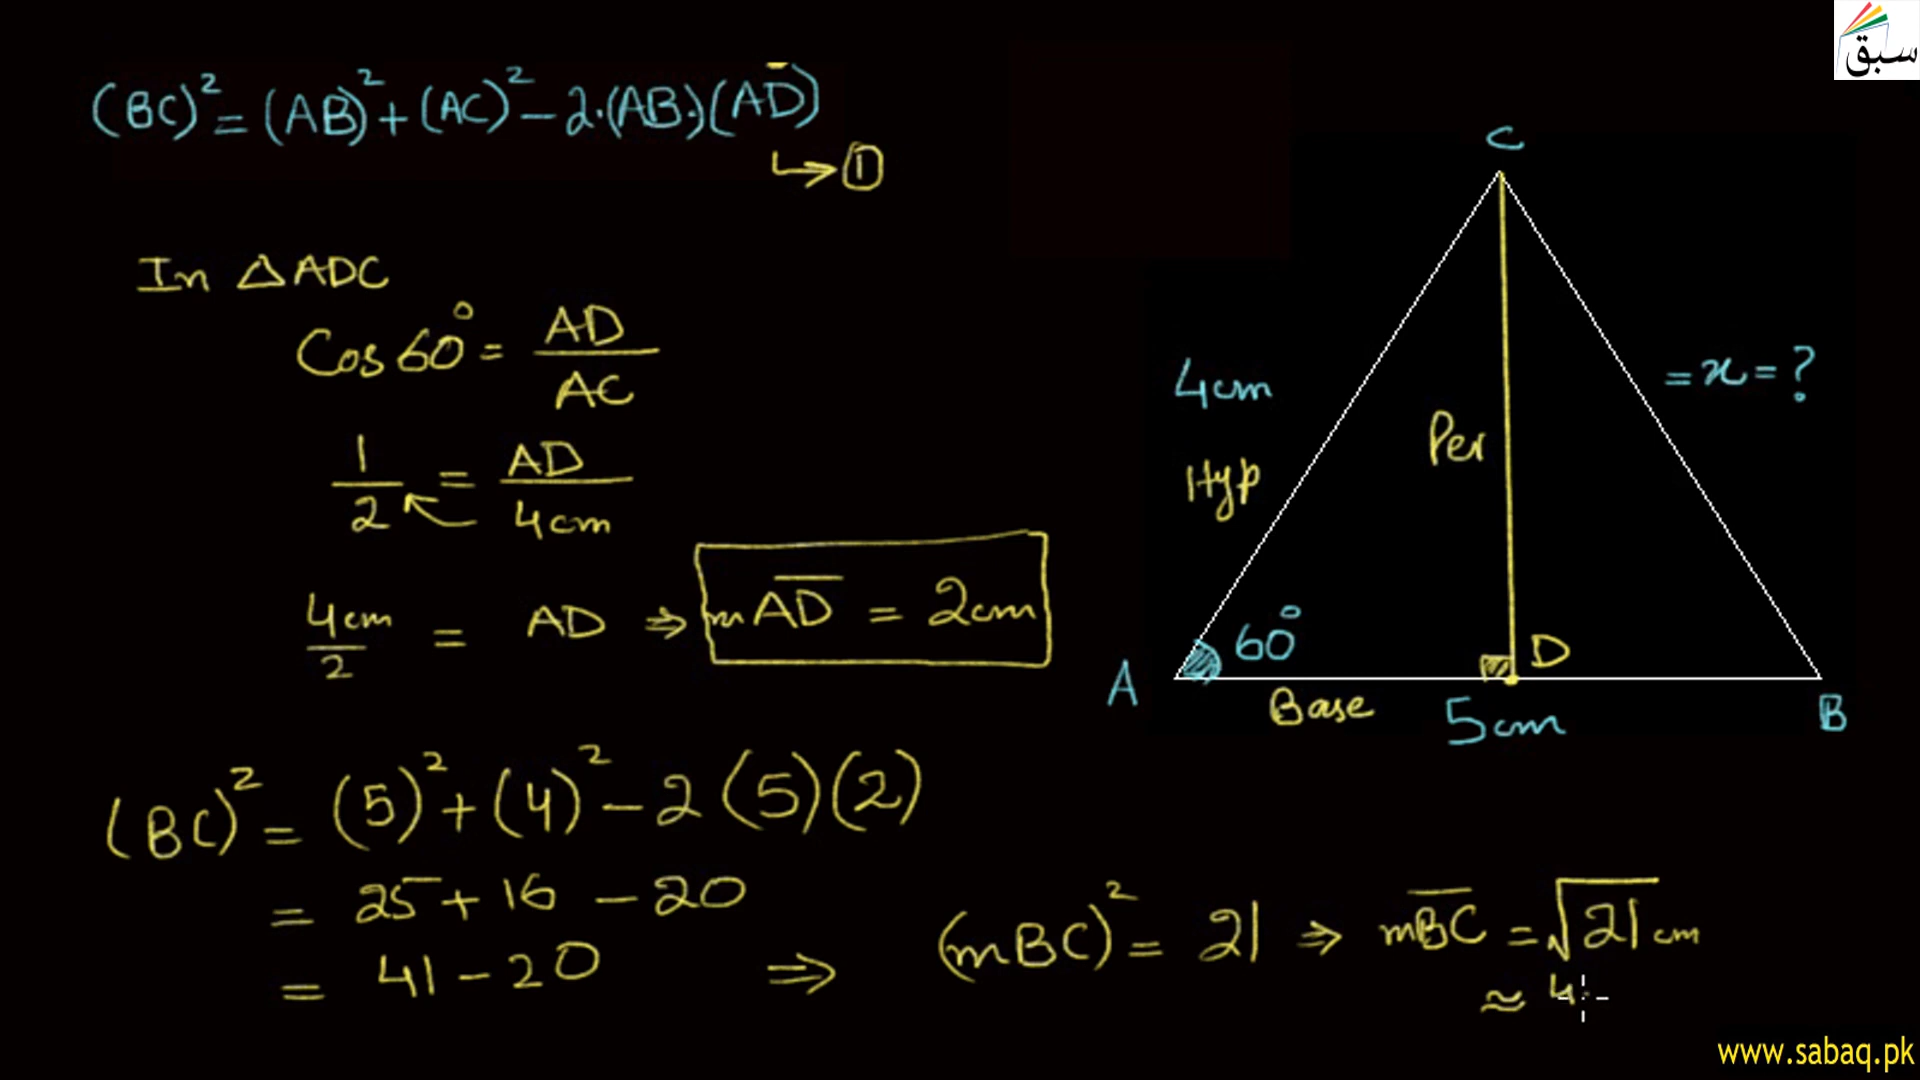 سبق
(BC)² = (AB)² + (AC)² - 2·(AB)·(AD̅)
↳ ①
In △ADC
Cos 60° = AD / AC
1/2 = AD / 4cm
4cm/2 = AD ⇒ mA̅D̅ = 2cm
(BC)² = (5)² + (4)² - 2 (5)(2)
= 25 + 16 - 20
= 41 - 20 ⇒ (mBC)² = 21 ⇒ mB̅C̅ = √21 cm
≈ 4.
C
4cm
= x = ?
Per
Hyp
60°
D
A
Base
5cm
B
www.sabaq.pk